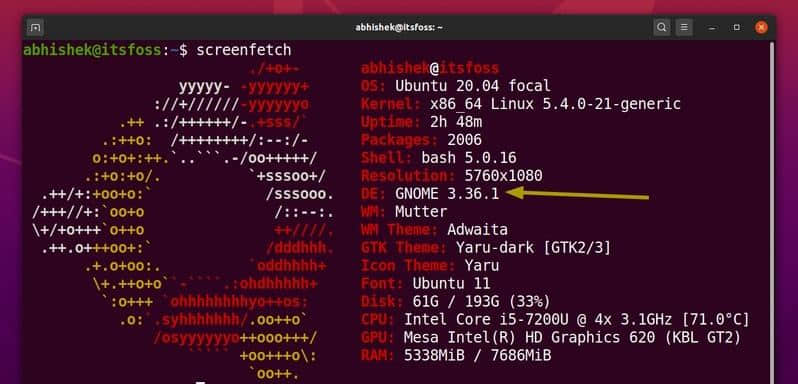 abhishek@itsfoss: ~
abhishek@itsfoss:~$ screenfetch
./+o+-       abhishek@itsfoss
yyyyy- -yyyyyy+      OS: Ubuntu 20.04 focal
://+//////-yyyyyyo      Kernel: x86_64 Linux 5.4.0-21-generic
.++ .:/++++++/-.+sss/`      Uptime: 2h 48m
.:++o:  /++++++++/:--:/-      Packages: 2006
o:+o+:++.`..```.-/oo+++++/      Shell: bash 5.0.16
.:+o:+o/.          `+sssoo+/      Resolution: 5760x1080
.++/+:+oo+o:`             /sssooo.      DE: GNOME 3.36.1
/+++//+:`oo+o               /::--:.      WM: Mutter
\+/+o+++`o++o               ++////.      WM Theme: Adwaita
.++.o+++oo+:`             /dddhhh.      GTK Theme: Yaru-dark [GTK2/3]
.+.o+oo:.          `oddhhhh+      Icon Theme: Yaru
\+.++o+o``-````.:ohdhhhhh+      Font: Ubuntu 11
`:o+++ `ohhhhhhhhyo++os:      Disk: 61G / 193G (33%)
.o:`.syhhhhhhh/.oo++o`      CPU: Intel Core i5-7200U @ 4x 3.1GHz [71.0°C]
/osyyyyyyo++ooo+++/      GPU: Mesa Intel(R) HD Graphics 620 (KBL GT2)
````` +oo+++o\:      RAM: 5338MiB / 7686MiB
`oo++.